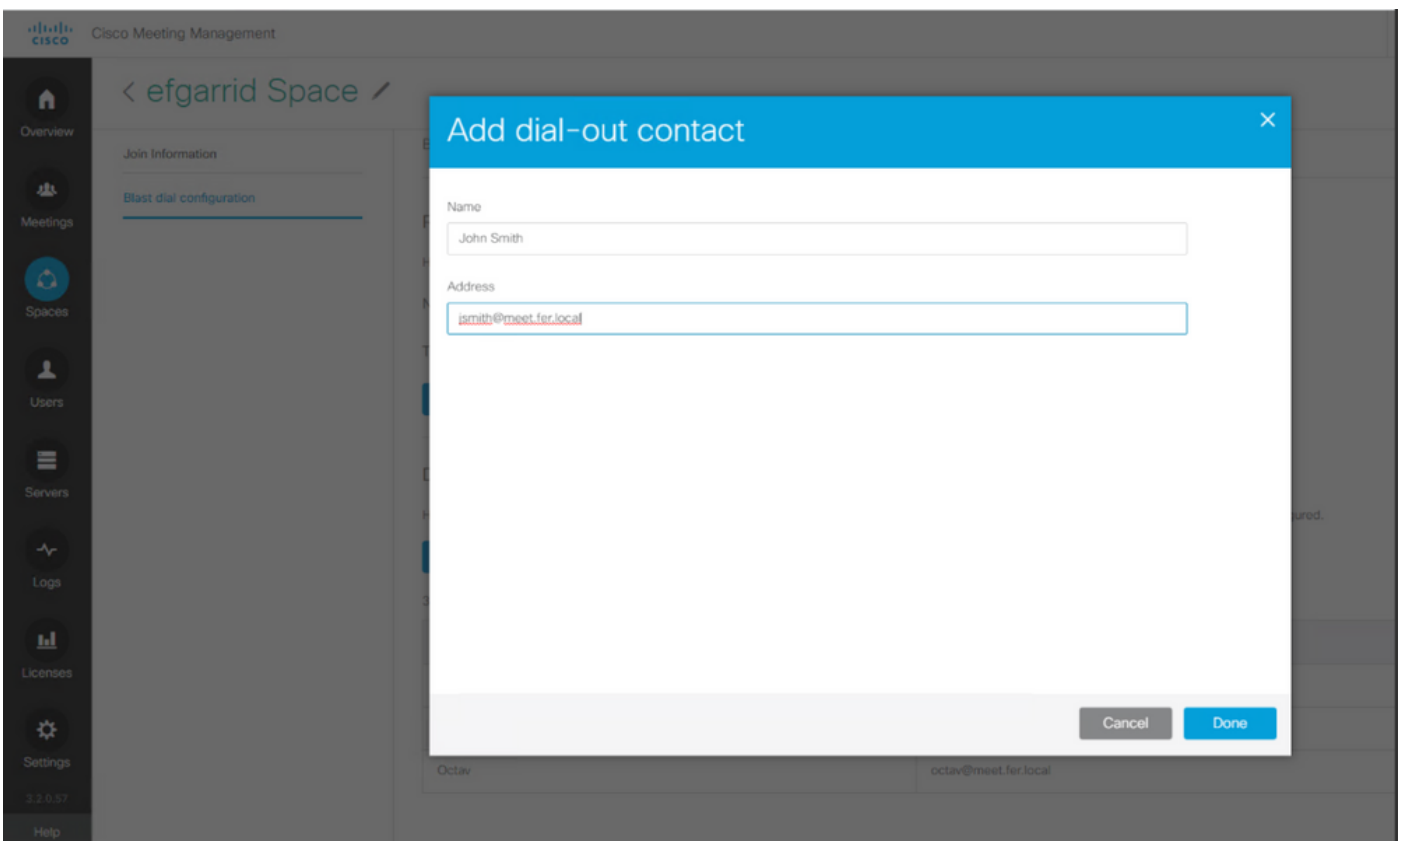 CISCO
Cisco Meeting Management
efgarrid Space
Overview
Meetings
Spaces
Users
Servers
Logs
Licenses
Settings
3.2.0.57
Help
Join Information
Blast dial configuration
Add dial-out contact
Name
John Smith
Address
jsmith@meet.fer.local
gured.
Cancel
Done
Octav
octav@meet.fer.local